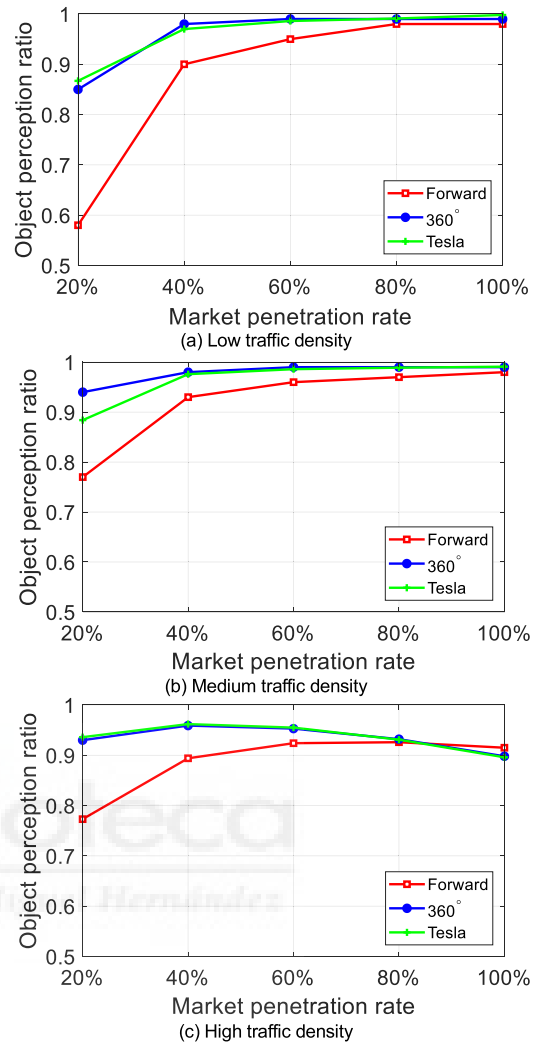 Object perception ratio
1
0.9
0.8
0.7
0.6
0.5
20% 40% 60% 80% 100%
Forward
360°
Tesla
Market penetration rate
(a) Low traffic density
Object perception ratio
1
0.9
0.8
0.7
0.6
0.5
20% 40% 60% 80% 100%
Forward
360°
Tesla
Market penetration rate
(b) Medium traffic density
Object perception ratio
1
0.9
0.8
0.7
0.6
0.5
20% 40% 60% 80% 100%
Forward
360°
Tesla
Market penetration rate
(c) High traffic density
Hernández